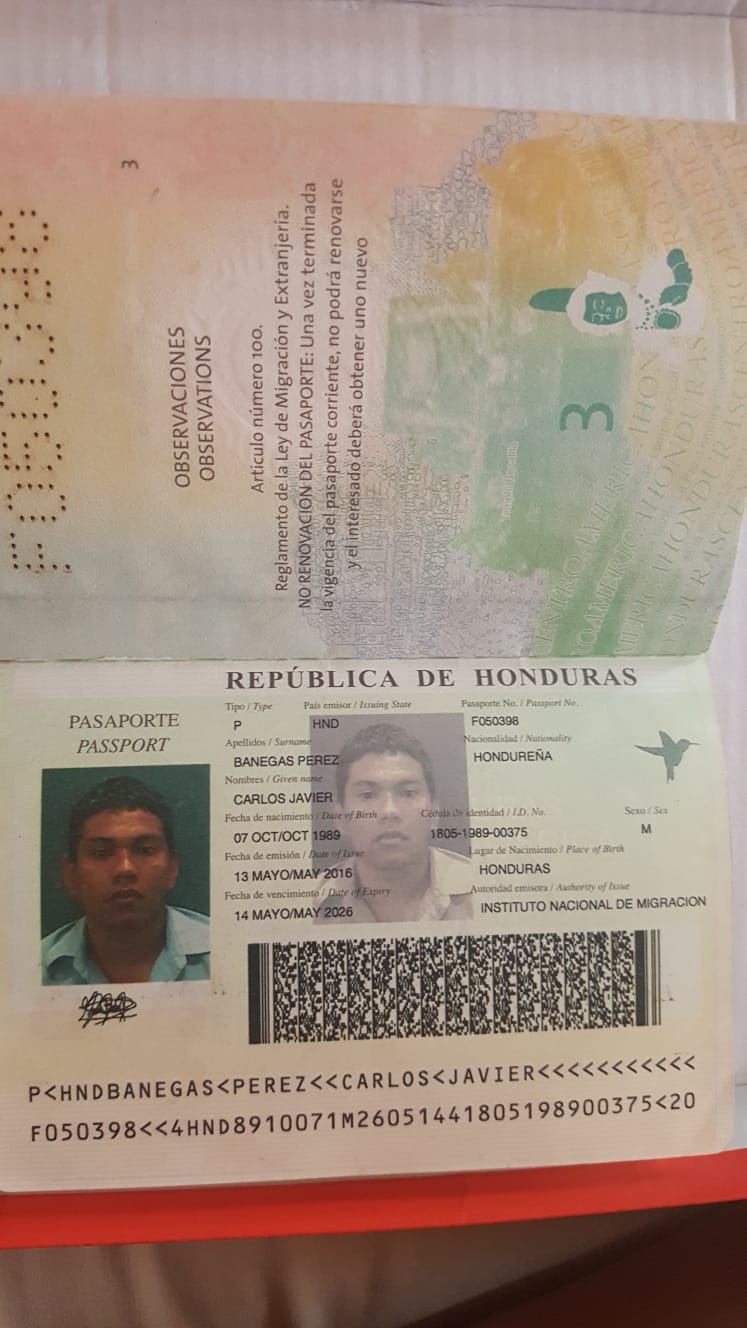 F050398
3
OBSERVACIONES
OBSERVATIONS
Artículo número 100.
Reglamento de la Ley de Migración y Extranjería.
NO RENOVACIÓN DEL PASAPORTE: Una vez terminada
la vigencia del pasaporte corriente, no podrá renovarse
y el interesado deberá obtener uno nuevo
3
REPÚBLICA DE HONDURAS
PASAPORTE
PASSPORT
Tipo / Type País emisor / Issuing State Pasaporte No. / Passport No.
P HND F050398
Apellidos / Surname Nacionalidad / Nationality
BANEGAS PEREZ HONDUREÑA
Nombres / Given name
CARLOS JAVIER
Fecha de nacimiento / Date of Birth Cédula de identidad / I.D. No. Sexo / Sex
07 OCT/OCT 1989 1805-1989-00375 M
Fecha de emisión / Date of Issue Lugar de Nacimiento / Place of Birth
13 MAYO/MAY 2016 HONDURAS
Fecha de vencimiento / Date of Expiry Autoridad emisora / Authority of Issue
14 MAYO/MAY 2026 INSTITUTO NACIONAL DE MIGRACION
P<HNDBANEGAS<PEREZ<<CARLOS<JAVIER<<<<<<<<<<<
F050398<<4HND8910071M2605144180519890​0375<20